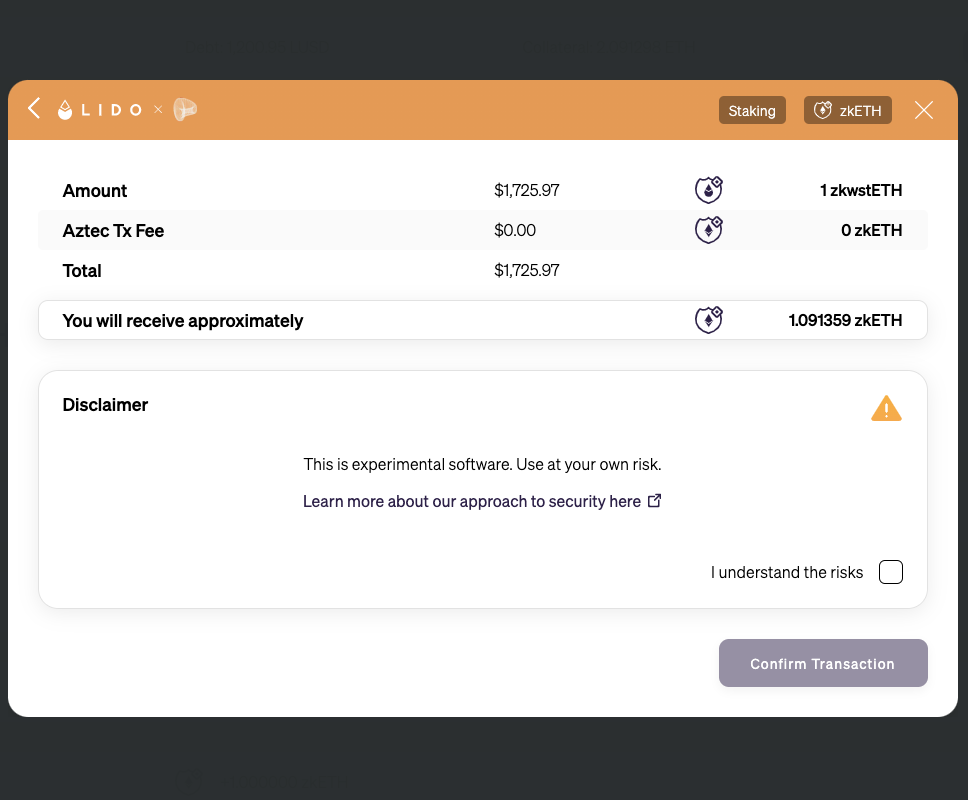 LIDO × Staking zkETH
Amount $1,725.97 1 zkwstETH
Aztec Tx Fee $0.00 0 zkETH
Total $1,725.97
You will receive approximately 1.091359 zkETH
Disclaimer
This is experimental software. Use at your own risk.
Learn more about our approach to security here
I understand the risks
Confirm Transaction